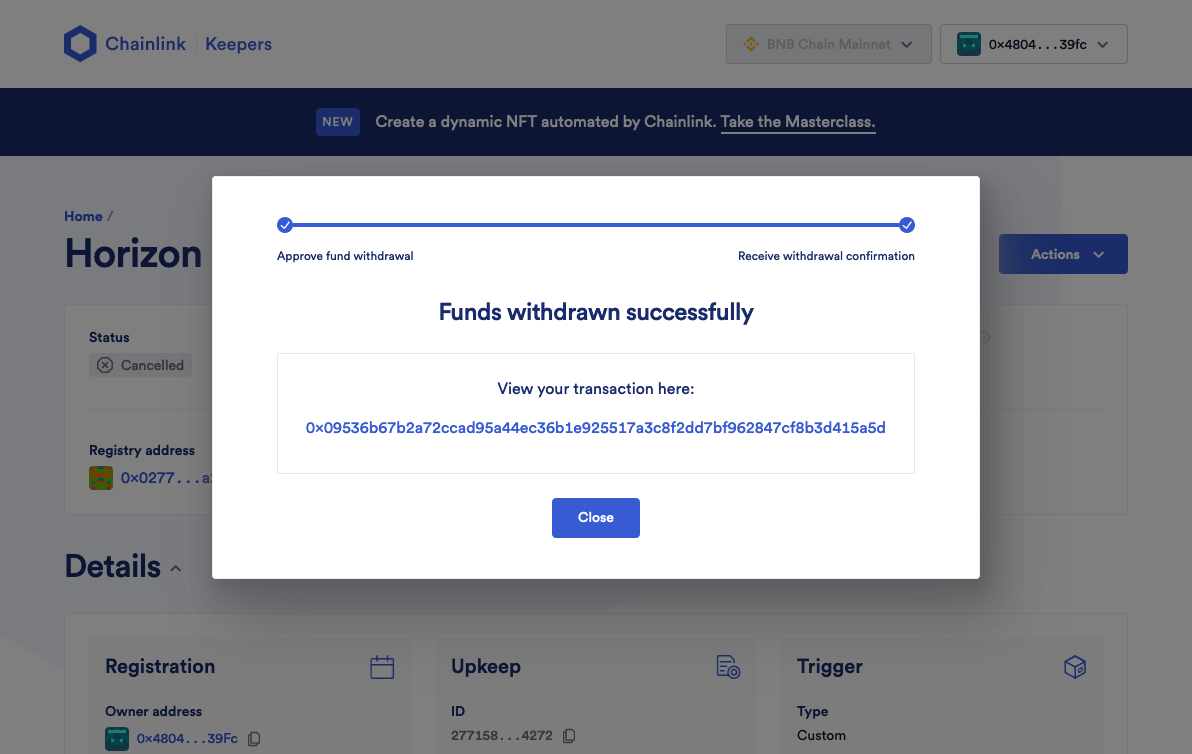 Chainlink | Keepers
BNB Chain Mainnet
0x4804...39fc
NEW
Create a dynamic NFT automated by Chainlink. Take the Masterclass.
Home /
Horizon
Actions
Approve fund withdrawal
Receive withdrawal confirmation
Funds withdrawn successfully
View your transaction here:
0x09536b67b2a72ccad95a44ec36b1e925517a3c8f2dd7bf962847cf8b3d415a5d
Close
Status
Cancelled
Registry address
0x0277...a
Details
Registration
Owner address
0x4804...39Fc
Upkeep
ID
277158...4272
Trigger
Type
Custom